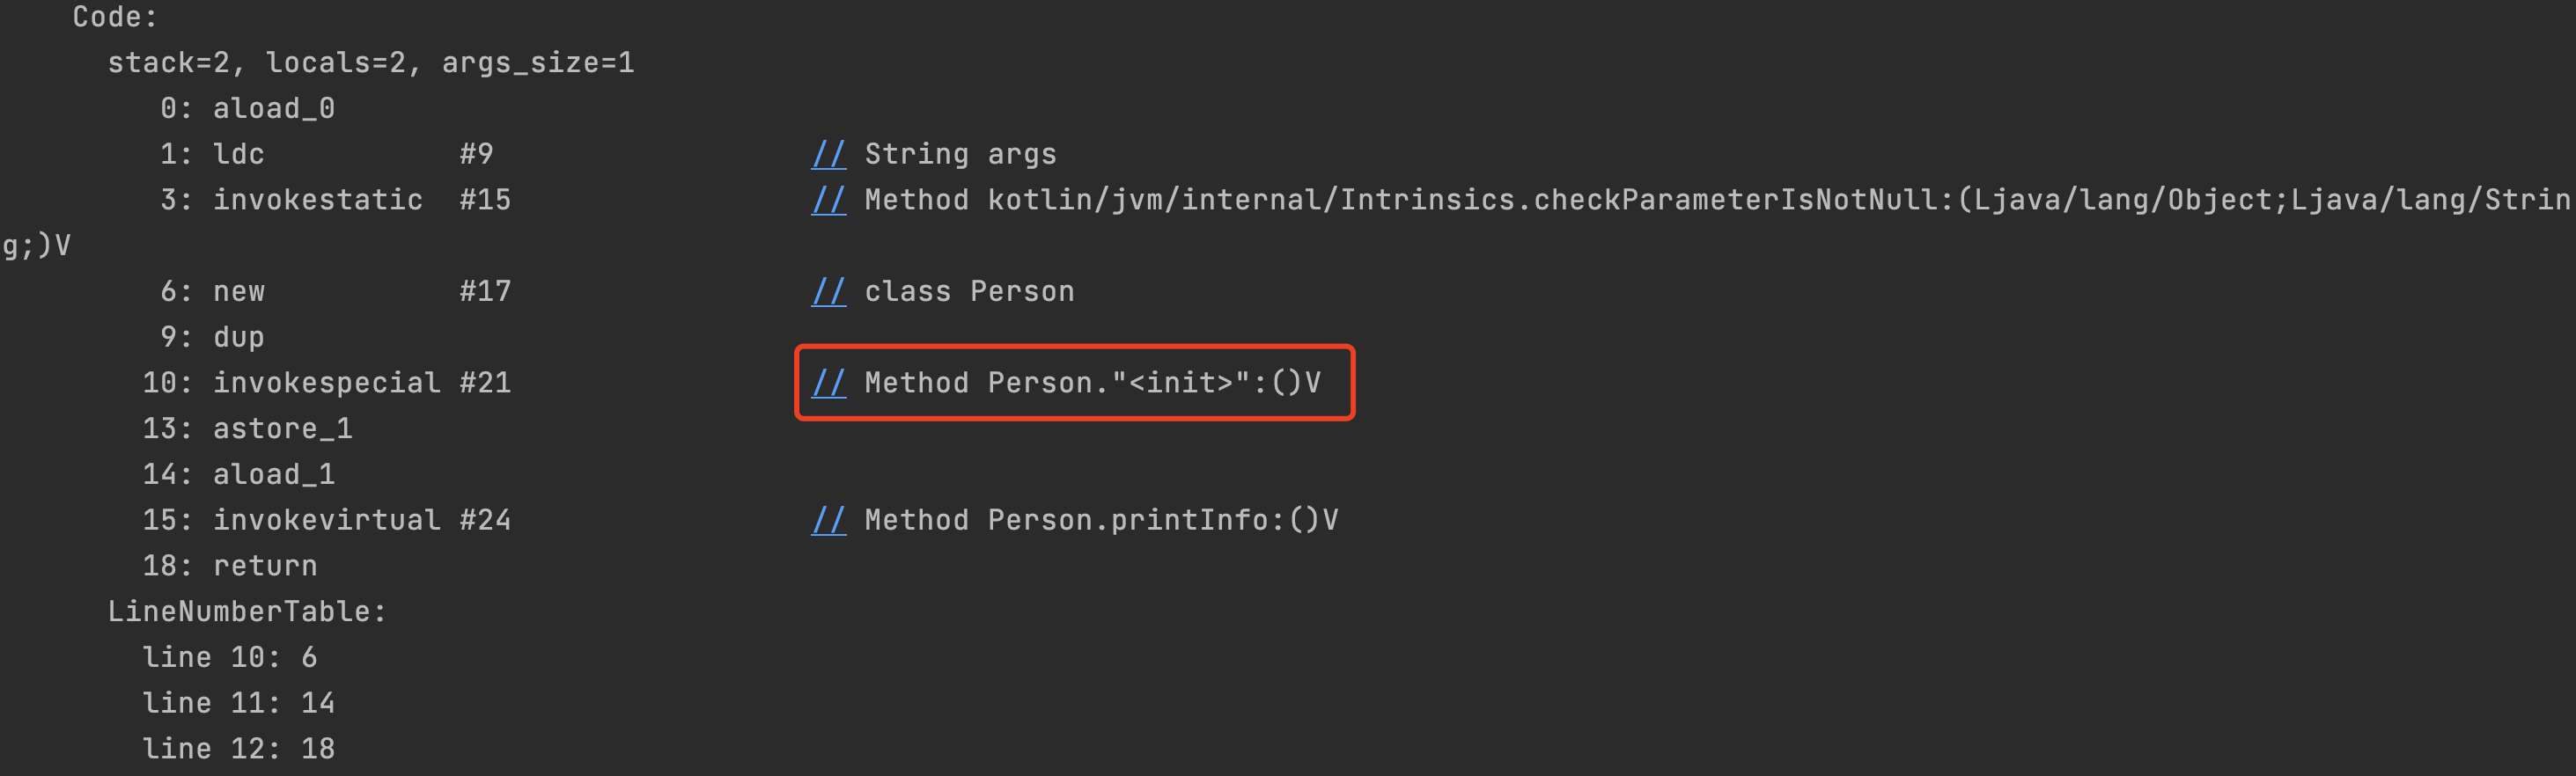 Code:
stack=2, locals=2, args_size=1
0: aload_0
1: ldc #9 // String args
3: invokestatic #15 // Method kotlin/jvm/internal/Intrinsics.checkParameterIsNotNull:(Ljava/lang/Object;Ljava/lang/Strin
g;)V
6: new #17 // class Person
9: dup
10: invokespecial #21 // Method Person."<init>":()V
13: astore_1
14: aload_1
15: invokevirtual #24 // Method Person.printInfo:()V
18: return
LineNumberTable:
line 10: 6
line 11: 14
line 12: 18